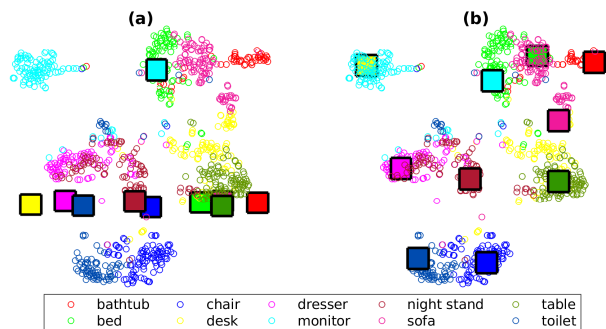 (a) (b)
bathtub chair dresser night stand table
bed desk monitor sofa toilet